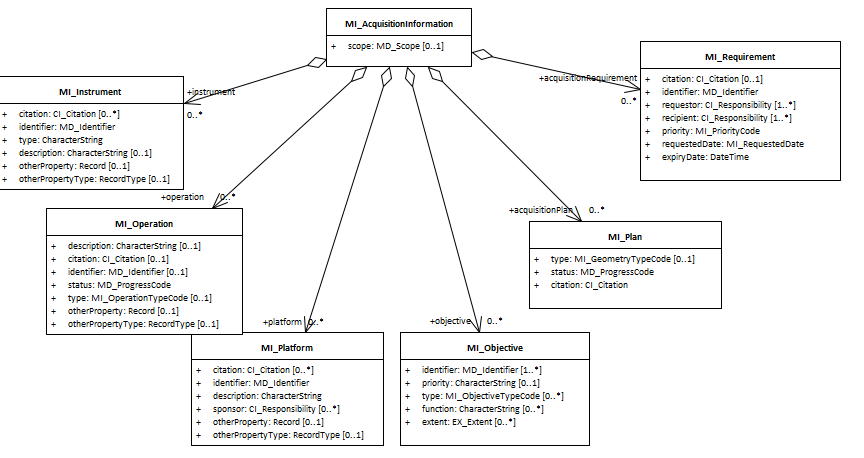 MI_AcquisitionInformation
+ scope: MD_Scope [0..1]
+instrument
0..*
+acquisitionRequirement
0..*
MI_Instrument
+ citation: CI_Citation [0..*]
+ identifier: MD_Identifier
+ type: CharacterString
+ description: CharacterString [0..1]
+ otherProperty: Record [0..1]
+ otherPropertyType: RecordType [0..1]
MI_Requirement
+ citation: CI_Citation [0..1]
+ identifier: MD_Identifier
+ requestor: CI_Responsibility [1..*]
+ recipient: CI_Responsibility [1..*]
+ priority: MI_PriorityCode
+ requestedDate: MI_RequestedDate
+ expiryDate: DateTime
+operation
0..*
+acquisitionPlan
0..*
MI_Operation
+ description: CharacterString [0..1]
+ citation: CI_Citation [0..1]
+ identifier: MD_Identifier [0..1]
+ status: MD_ProgressCode
+ type: MI_OperationTypeCode [0..1]
+ otherProperty: Record [0..1]
+ otherPropertyType: RecordType [0..1]
MI_Plan
+ type: MI_GeometryTypeCode [0..1]
+ status: MD_ProgressCode
+ citation: CI_Citation
+platform
0..*
+objective
0..*
MI_Platform
+ citation: CI_Citation [0..*]
+ identifier: MD_Identifier
+ description: CharacterString
+ sponsor: CI_Responsibility [0..*]
+ otherProperty: Record [0..1]
+ otherPropertyType: RecordType [0..1]
MI_Objective
+ identifier: MD_Identifier [1..*]
+ priority: CharacterString [0..1]
+ type: MI_ObjectiveTypeCode [0..*]
+ function: CharacterString [0..*]
+ extent: EX_Extent [0..*]